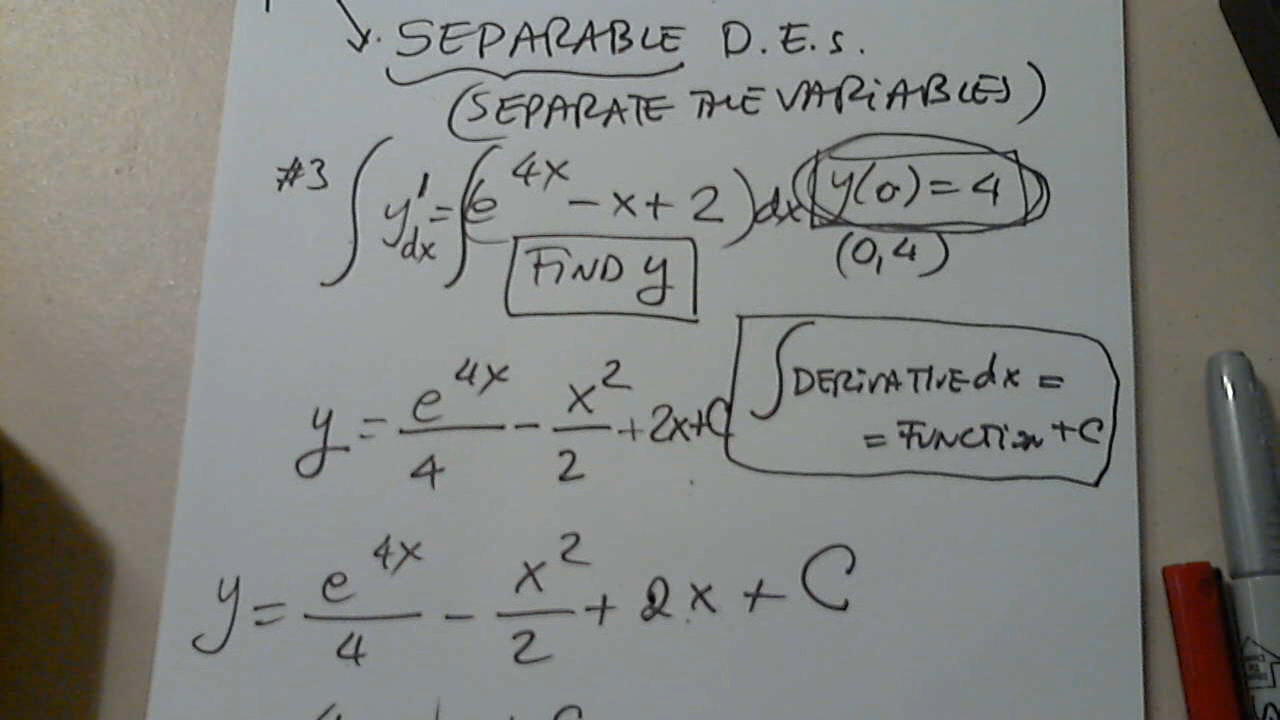 SEPARABLE D.E.s.
(SEPARATE THE VARIABLES)
#3 ∫ y' dx = ∫(e^4x - x + 2)dx (y(0) = 4)
FIND y (0,4)
∫DERIVATIVE dx =
= FUNCTION + C
y = e^4x/4 - x^2/2 + 2x + C
y = e^4x/4 - x^2/2 + 2x + C